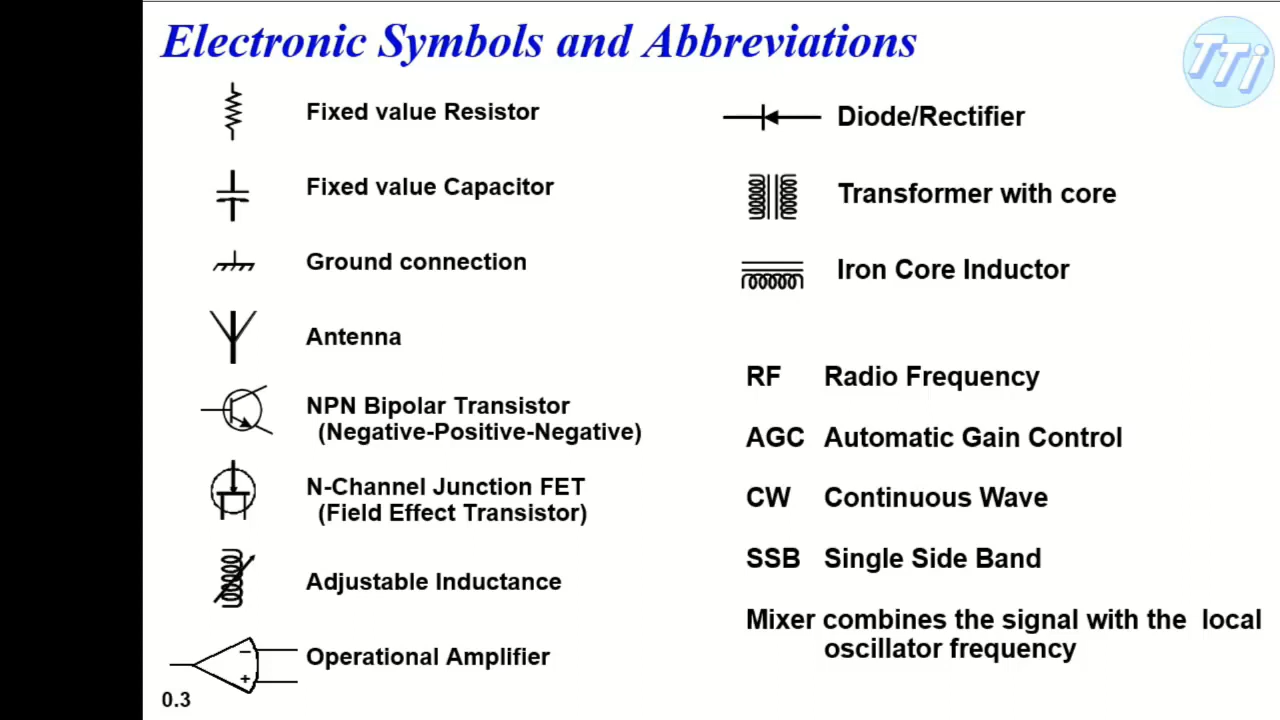 Electronic Symbols and Abbreviations
TTi
Fixed value Resistor
Fixed value Capacitor
Ground connection
Antenna
NPN Bipolar Transistor
(Negative-Positive-Negative)
N-Channel Junction FET
(Field Effect Transistor)
Adjustable Inductance
− 
+
Operational Amplifier
0.3
Diode/Rectifier
Transformer with core
Iron Core Inductor
RF Radio Frequency
AGC Automatic Gain Control
CW Continuous Wave
SSB Single Side Band
Mixer combines the signal with the local
oscillator frequency